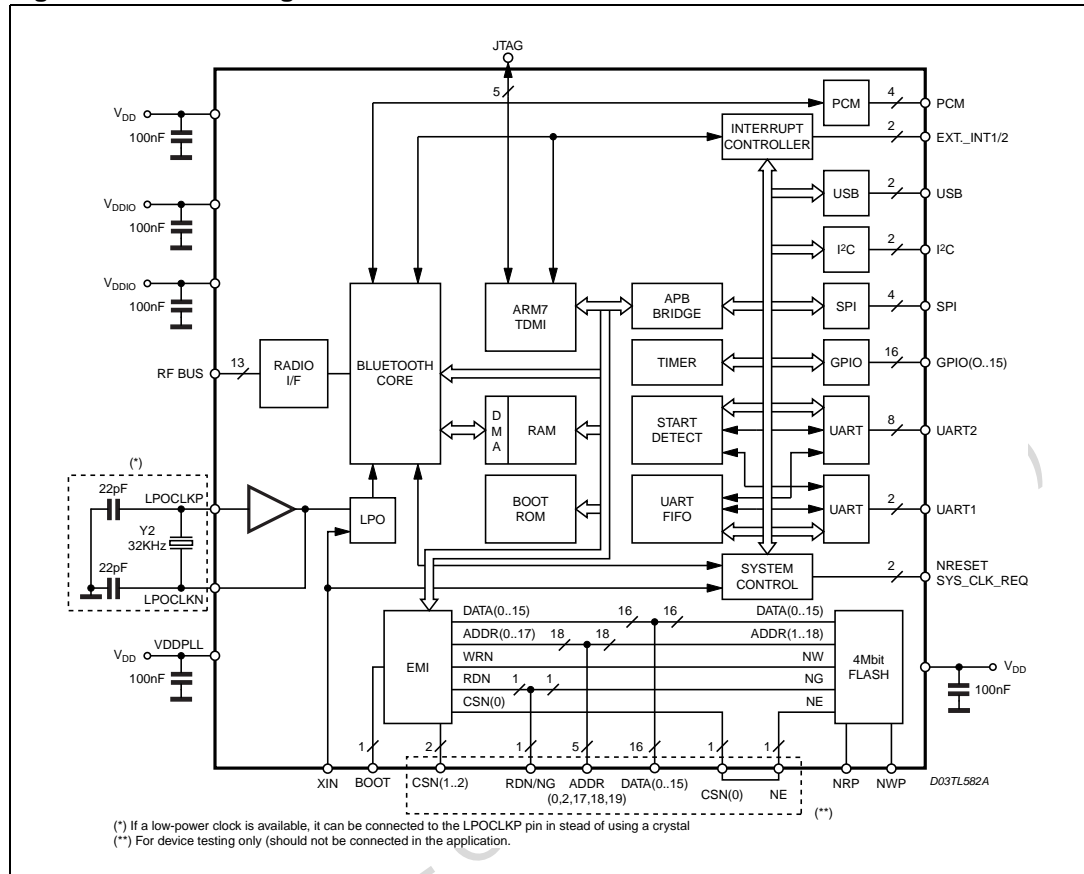 JTAG
5
PCM
4
PCM
VDD
100nF
INTERRUPT
CONTROLLER
2
EXT._INT1/2
USB
2
USB
VDDIO
100nF
I²C
2
I²C
VDDIO
100nF
BLUETOOTH
CORE
ARM7
TDMI
APB
BRIDGE
SPI
4
SPI
RF BUS
13
RADIO
I/F
TIMER
GPIO
16
GPIO(O..15)
D
M
A
RAM
START
DETECT
UART
8
UART2
(*)
22pF
LPOCLKP
Y2
32KHz
22pF
LPOCLKN
LPO
BOOT
ROM
UART
FIFO
UART
2
UART1
SYSTEM
CONTROL
2
NRESET
SYS_CLK_REQ
EMI
DATA(0..15)
16
16
DATA(0..15)
ADDR(0..17)
18
18
ADDR(1..18)
WRN
NW
RDN
1
1
NG
CSN(0)
NE
4Mbit
FLASH
VDD
VDDPLL
100nF
VDD
100nF
1
2
1
5
16
1
1
XIN
BOOT
CSN(1..2)
RDN/NG
ADDR
(0,2,17,18,19)
DATA(0..15)
CSN(0)
NE
NRP
NWP
D03TL582A
(**)
(*) If a low-power clock is available, it can be connected to the LPOCLKP pin in stead of using a crystal
(**) For device testing only (should not be connected in the application.